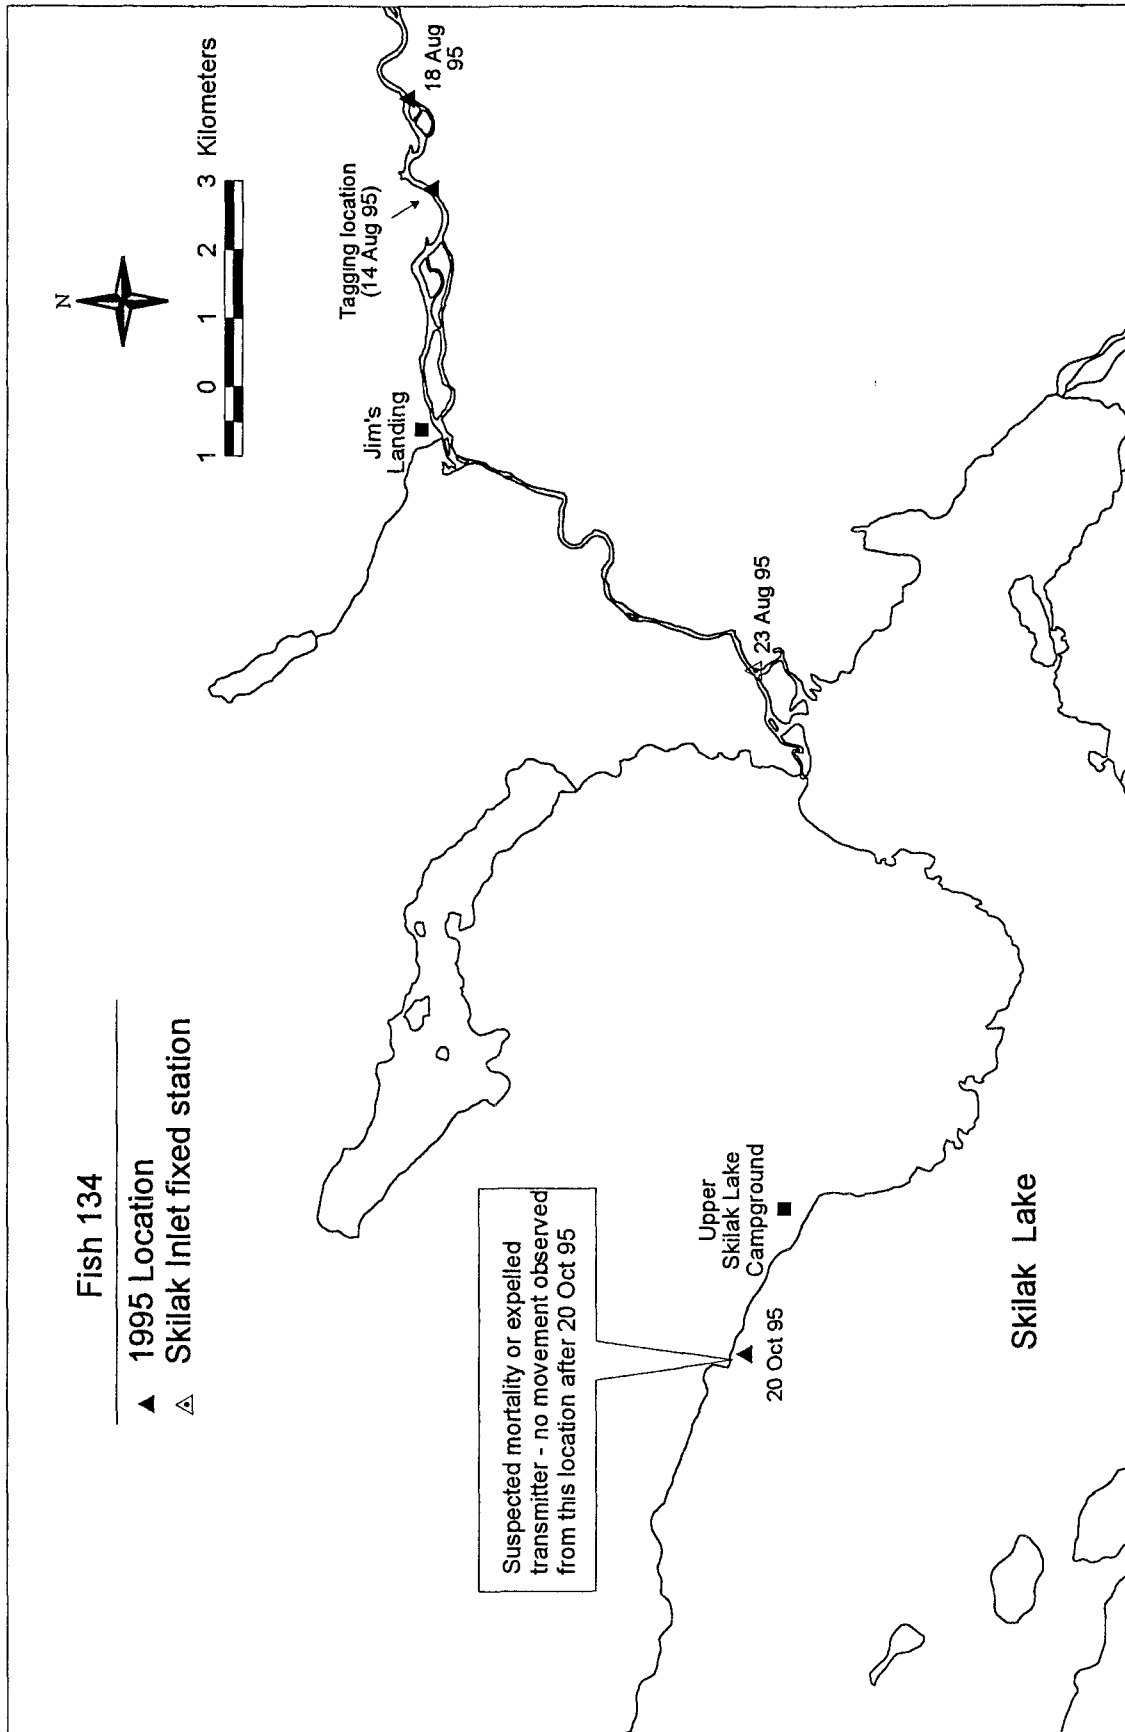 Fish 134
1995 Location
Skilak Inlet fixed station
N
1 0 1 2 3 Kilometers
18 Aug
95
Tagging location
(14 Aug 95)
Jim's
Landing
23 Aug 95
Suspected mortality or expelled
transmitter - no movement observed
from this location after 20 Oct 95
Upper
Skilak Lake
Campground
20 Oct 95
Skilak Lake